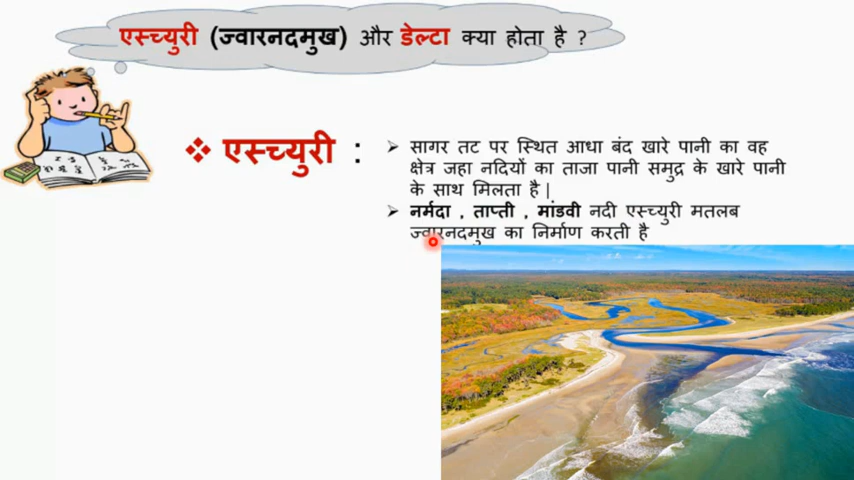 एस्च्युरी (ज्वारनदमुख) और डेल्टा क्या होता है ?
❖ एस्च्युरी :
➢ सागर तट पर स्थित आधा बंद खारे पानी का वह
क्षेत्र जहा नदियों का ताजा पानी समुद्र के खारे पानी
के साथ मिलता है |
➢ नर्मदा , ताप्ती , मांडवी नदी एस्च्युरी मतलब
ज्वारनदमुख का निर्माण करती है